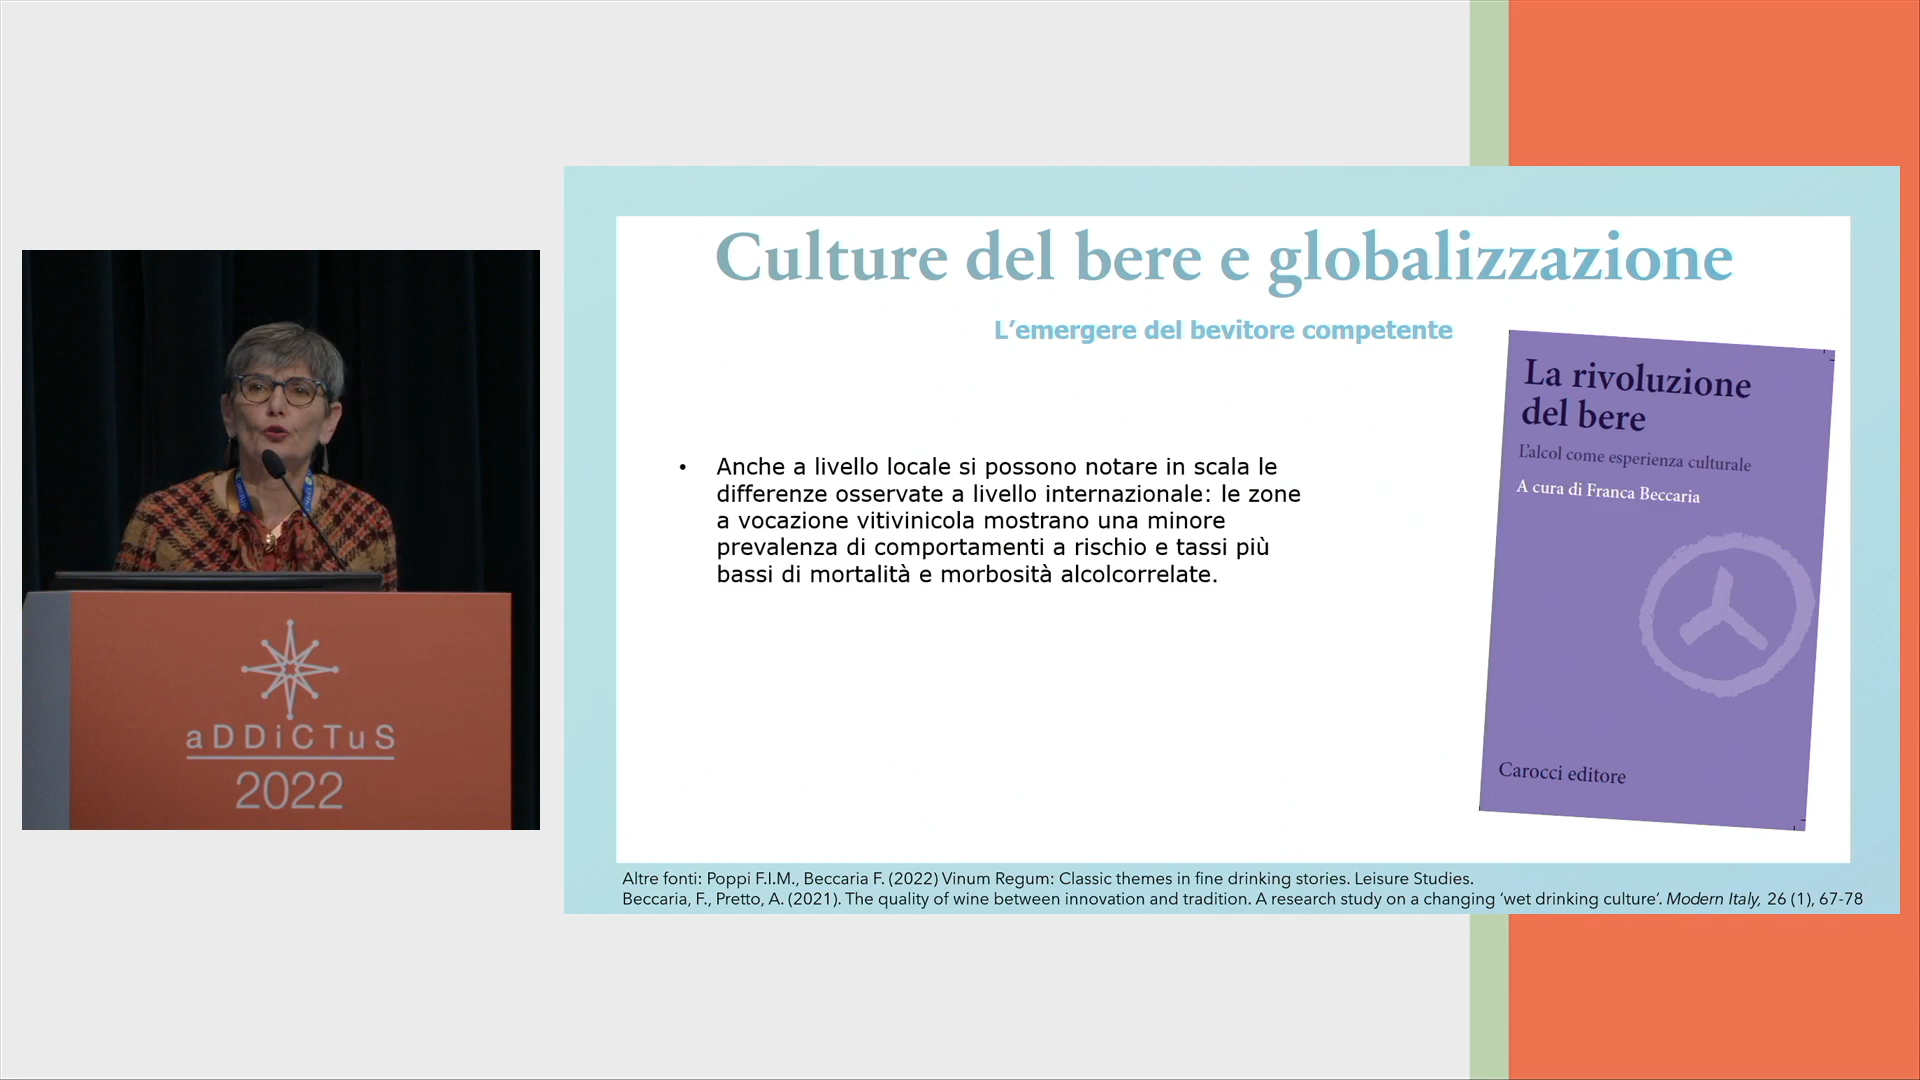 Culture del bere e globalizzazione
L’emergere del bevitore competente
• Anche a livello locale si possono notare in scala le
differenze osservate a livello internazionale: le zone
a vocazione vitivinicola mostrano una minore
prevalenza di comportamenti a rischio e tassi più
bassi di mortalità e morbosità alcolcorrelate.
La rivoluzione
del bere
L’alcol come esperienza culturale
A cura di Franca Beccaria
Carocci editore
Altre fonti: Poppi F.I.M., Beccaria F. (2022) Vinum Regum: Classic themes in fine drinking stories. Leisure Studies.
Beccaria, F., Pretto, A. (2021). The quality of wine between innovation and tradition. A research study on a changing ‘wet drinking culture’. Modern Italy, 26 (1), 67-78
aDDiCTuS
2022